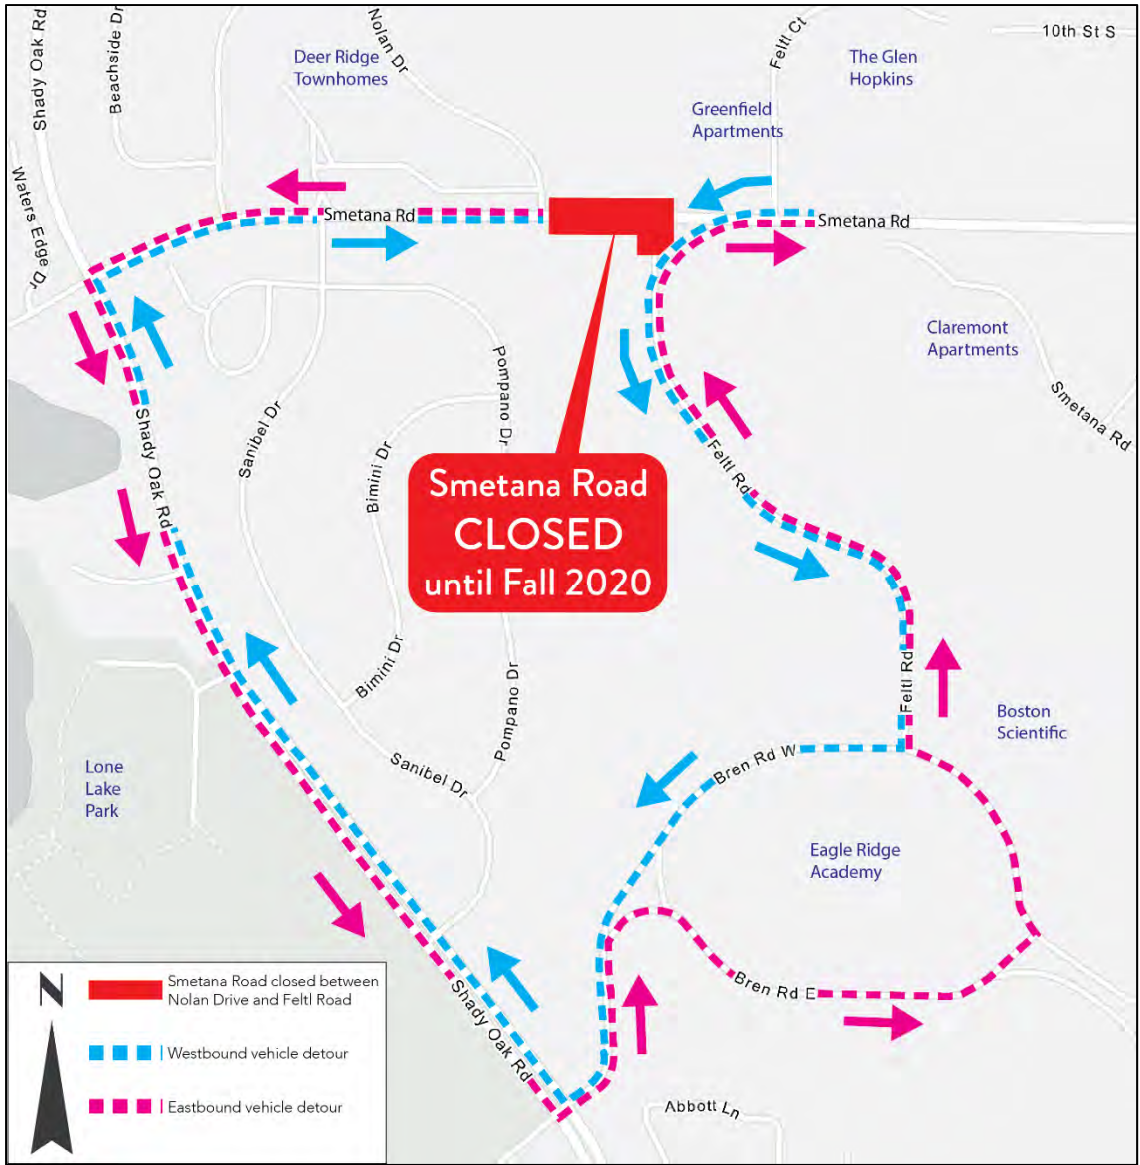 Shady Oak Rd
Beachside Dr
Nolan Dr
Feltl Ct
10th St S
Deer Ridge
Townhomes
The Glen
Hopkins
Greenfield
Apartments
Waters Edge Dr
Smetana Rd
Smetana Rd
Claremont
Apartments
Smetana Rd
Pompano Dr
Sanibel Dr
Bimini Dr
Shady Oak Rd
Feltl Rd
Smetana Road
CLOSED
until Fall 2020
Bimini Dr
Pompano Dr
Feltl Rd
Boston
Scientific
Sanibel Dr
Bren Rd W
Lone
Lake
Park
Eagle Ridge
Academy
Bren Rd E
Shady Oak Rd
Abbott Ln
N
Smetana Road closed between
Nolan Drive and Feltl Road
Westbound vehicle detour
Eastbound vehicle detour